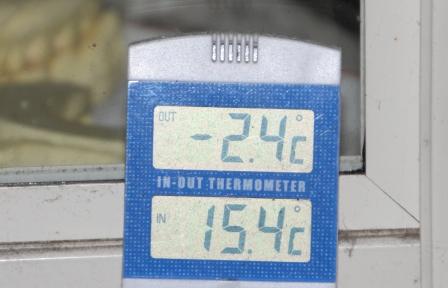 OUT
-2.4°c
IN-OUT THERMOMETER
IN
15.4°c